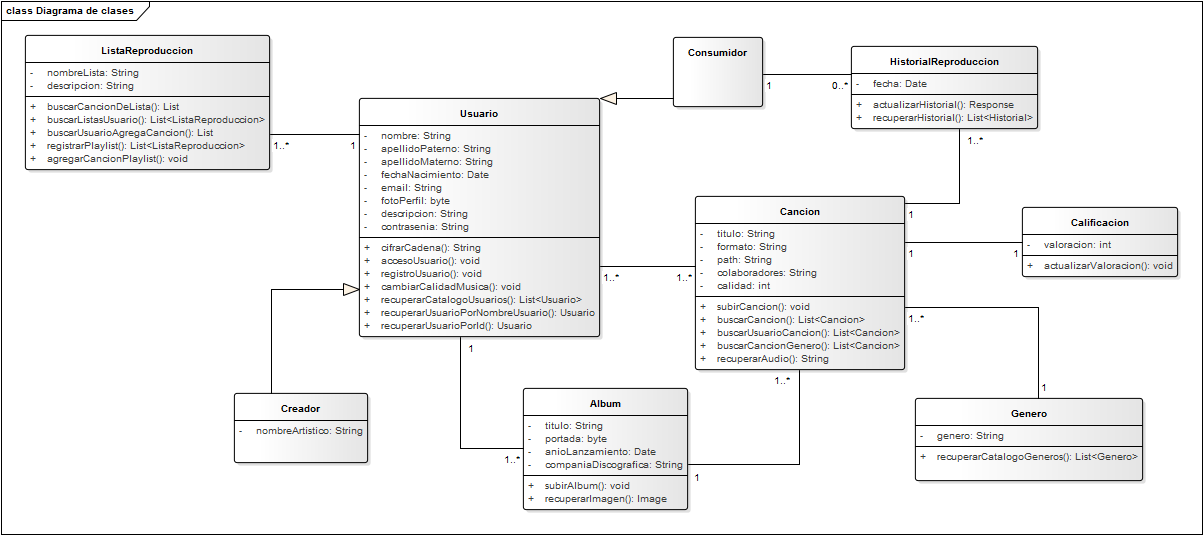 class Diagrama de clases
ListaReproduccion
- nombreLista: String
- descripcion: String
+ buscarCancionDeLista(): List
+ buscarListasUsuario(): List<ListaReproduccion>
+ buscarUsuarioAgregaCancion(): List
+ registrarPlaylist(): List<ListaReproduccion>
+ agregarCancionPlaylist(): void
1..*
1
Usuario
- nombre: String
- apellidoPaterno: String
- apellidoMaterno: String
- fechaNacimiento: Date
- email: String
- fotoPerfil: byte
- descripcion: String
- contrasenia: String
+ cifrarCadena(): String
+ accesoUsuario(): void
+ registroUsuario(): void
+ cambiarCalidadMusica(): void
+ recuperarCatalogoUsuarios(): List<Usuario>
+ recuperarUsuarioPorNombreUsuario: Usuario
+ recuperarUsuarioPorId(): Usuario
Consumidor
1
0..*
HistorialReproduccion
- fecha: Date
+ actualizarHistorial(): Response
+ recuperarHistorial(): List<Historial>
1..*
1
Cancion
- titulo: String
- formato: String
- path: String
- colaboradores: String
- calidad: int
+ subirCancion(): void
+ buscarCancion(): List<Cancion>
+ buscarUsuarioCancion(): List<Cancion>
+ buscarCancionGenero(): List<Cancion>
+ recuperarAudio(): String
1..*
1..*
1
1
Calificacion
- valoracion: int
+ actualizarValoracion(): void
1..*
1
Genero
- genero: String
+ recuperarCatalogoGeneros(): List<Genero>
Creador
- nombreArtistico: String
1
1..*
Album
- titulo: String
- portada: byte
- anioLanzamiento: Date
- companiaDiscografica: String
+ subirAlbum(): void
+ recuperarImagen(): Image
1..*
1